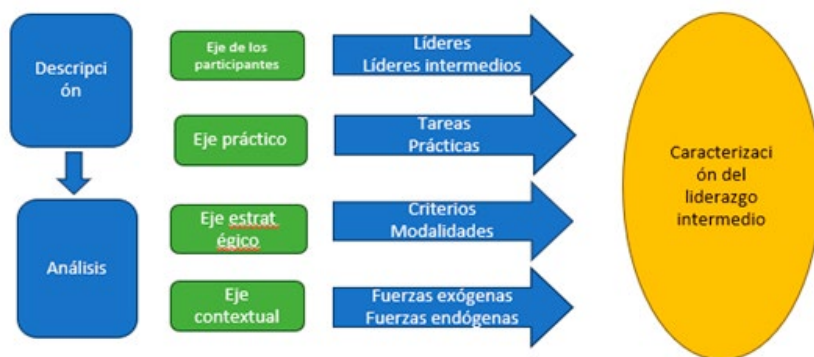 Descripci
ón
Análisis
Eje de los
participantes
Eje práctico
Eje estrat
égico
Eje
contextual
Líderes
Líderes intermedios
Tareas
Prácticas
Criterios
Modalidades
Fuerzas exógenas
Fuerzas endógenas
Caracterizaci
ón del
liderazgo
intermedio